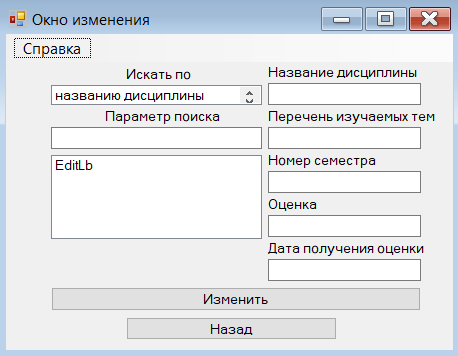 Окно изменения
Справка
Искать по
названию дисциплины
Параметр поиска
EditLb
Название дисциплины
Перечень изучаемых тем
Номер семестра
Оценка
Дата получения оценки
Изменить
Назад